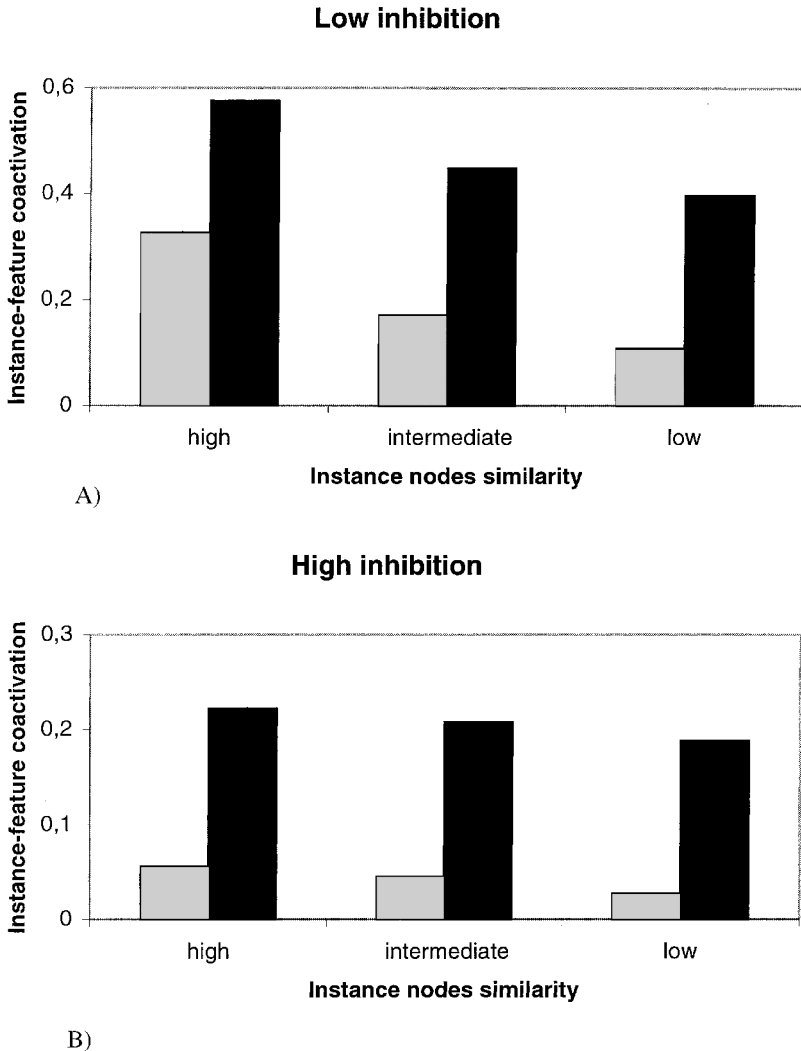 Low inhibition
Instance-feature coactivation
0,6
0,4
0,2
0
high intermediate low
Instance nodes similarity
A)
High inhibition
Instance-feature coactivation
0,3
0,2
0,1
0
high intermediate low
Instance nodes similarity
B)